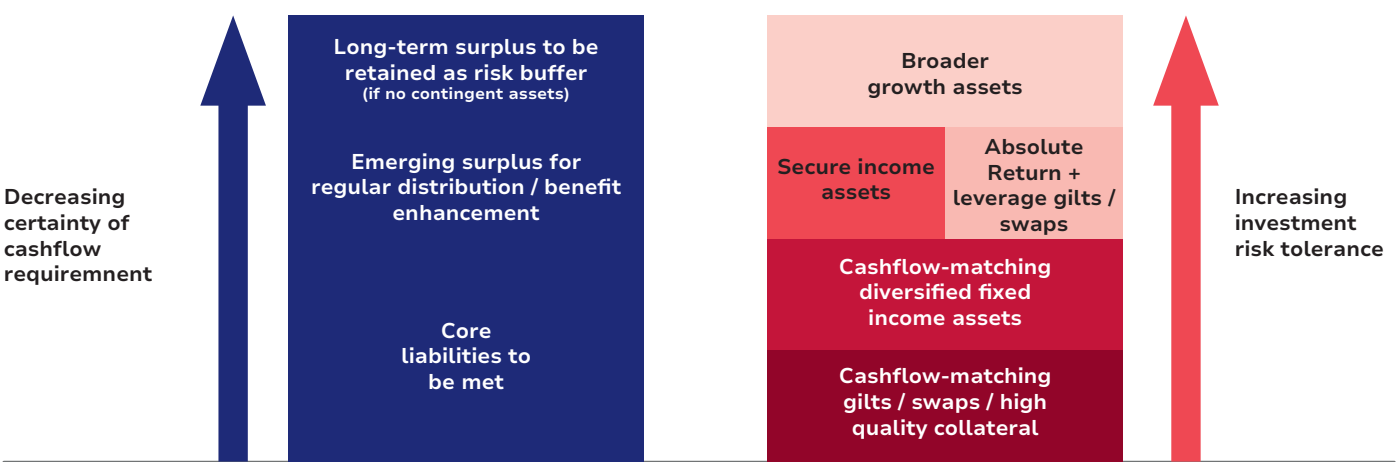 Decreasing
certainty of
cashflow
requiremnent
Long-term surplus to be
retained as risk buffer
(if no contingent assets)
Emerging surplus for
regular distribution / benefit
enhancement
Core
liabilities to
be met
Broader
growth assets
Secure income
assets
Absolute
Return +
leverage gilts /
swaps
Cashflow-matching
diversified fixed
income assets
Cashflow-matching
gilts / swaps / high
quality collateral
Increasing
investment
risk tolerance